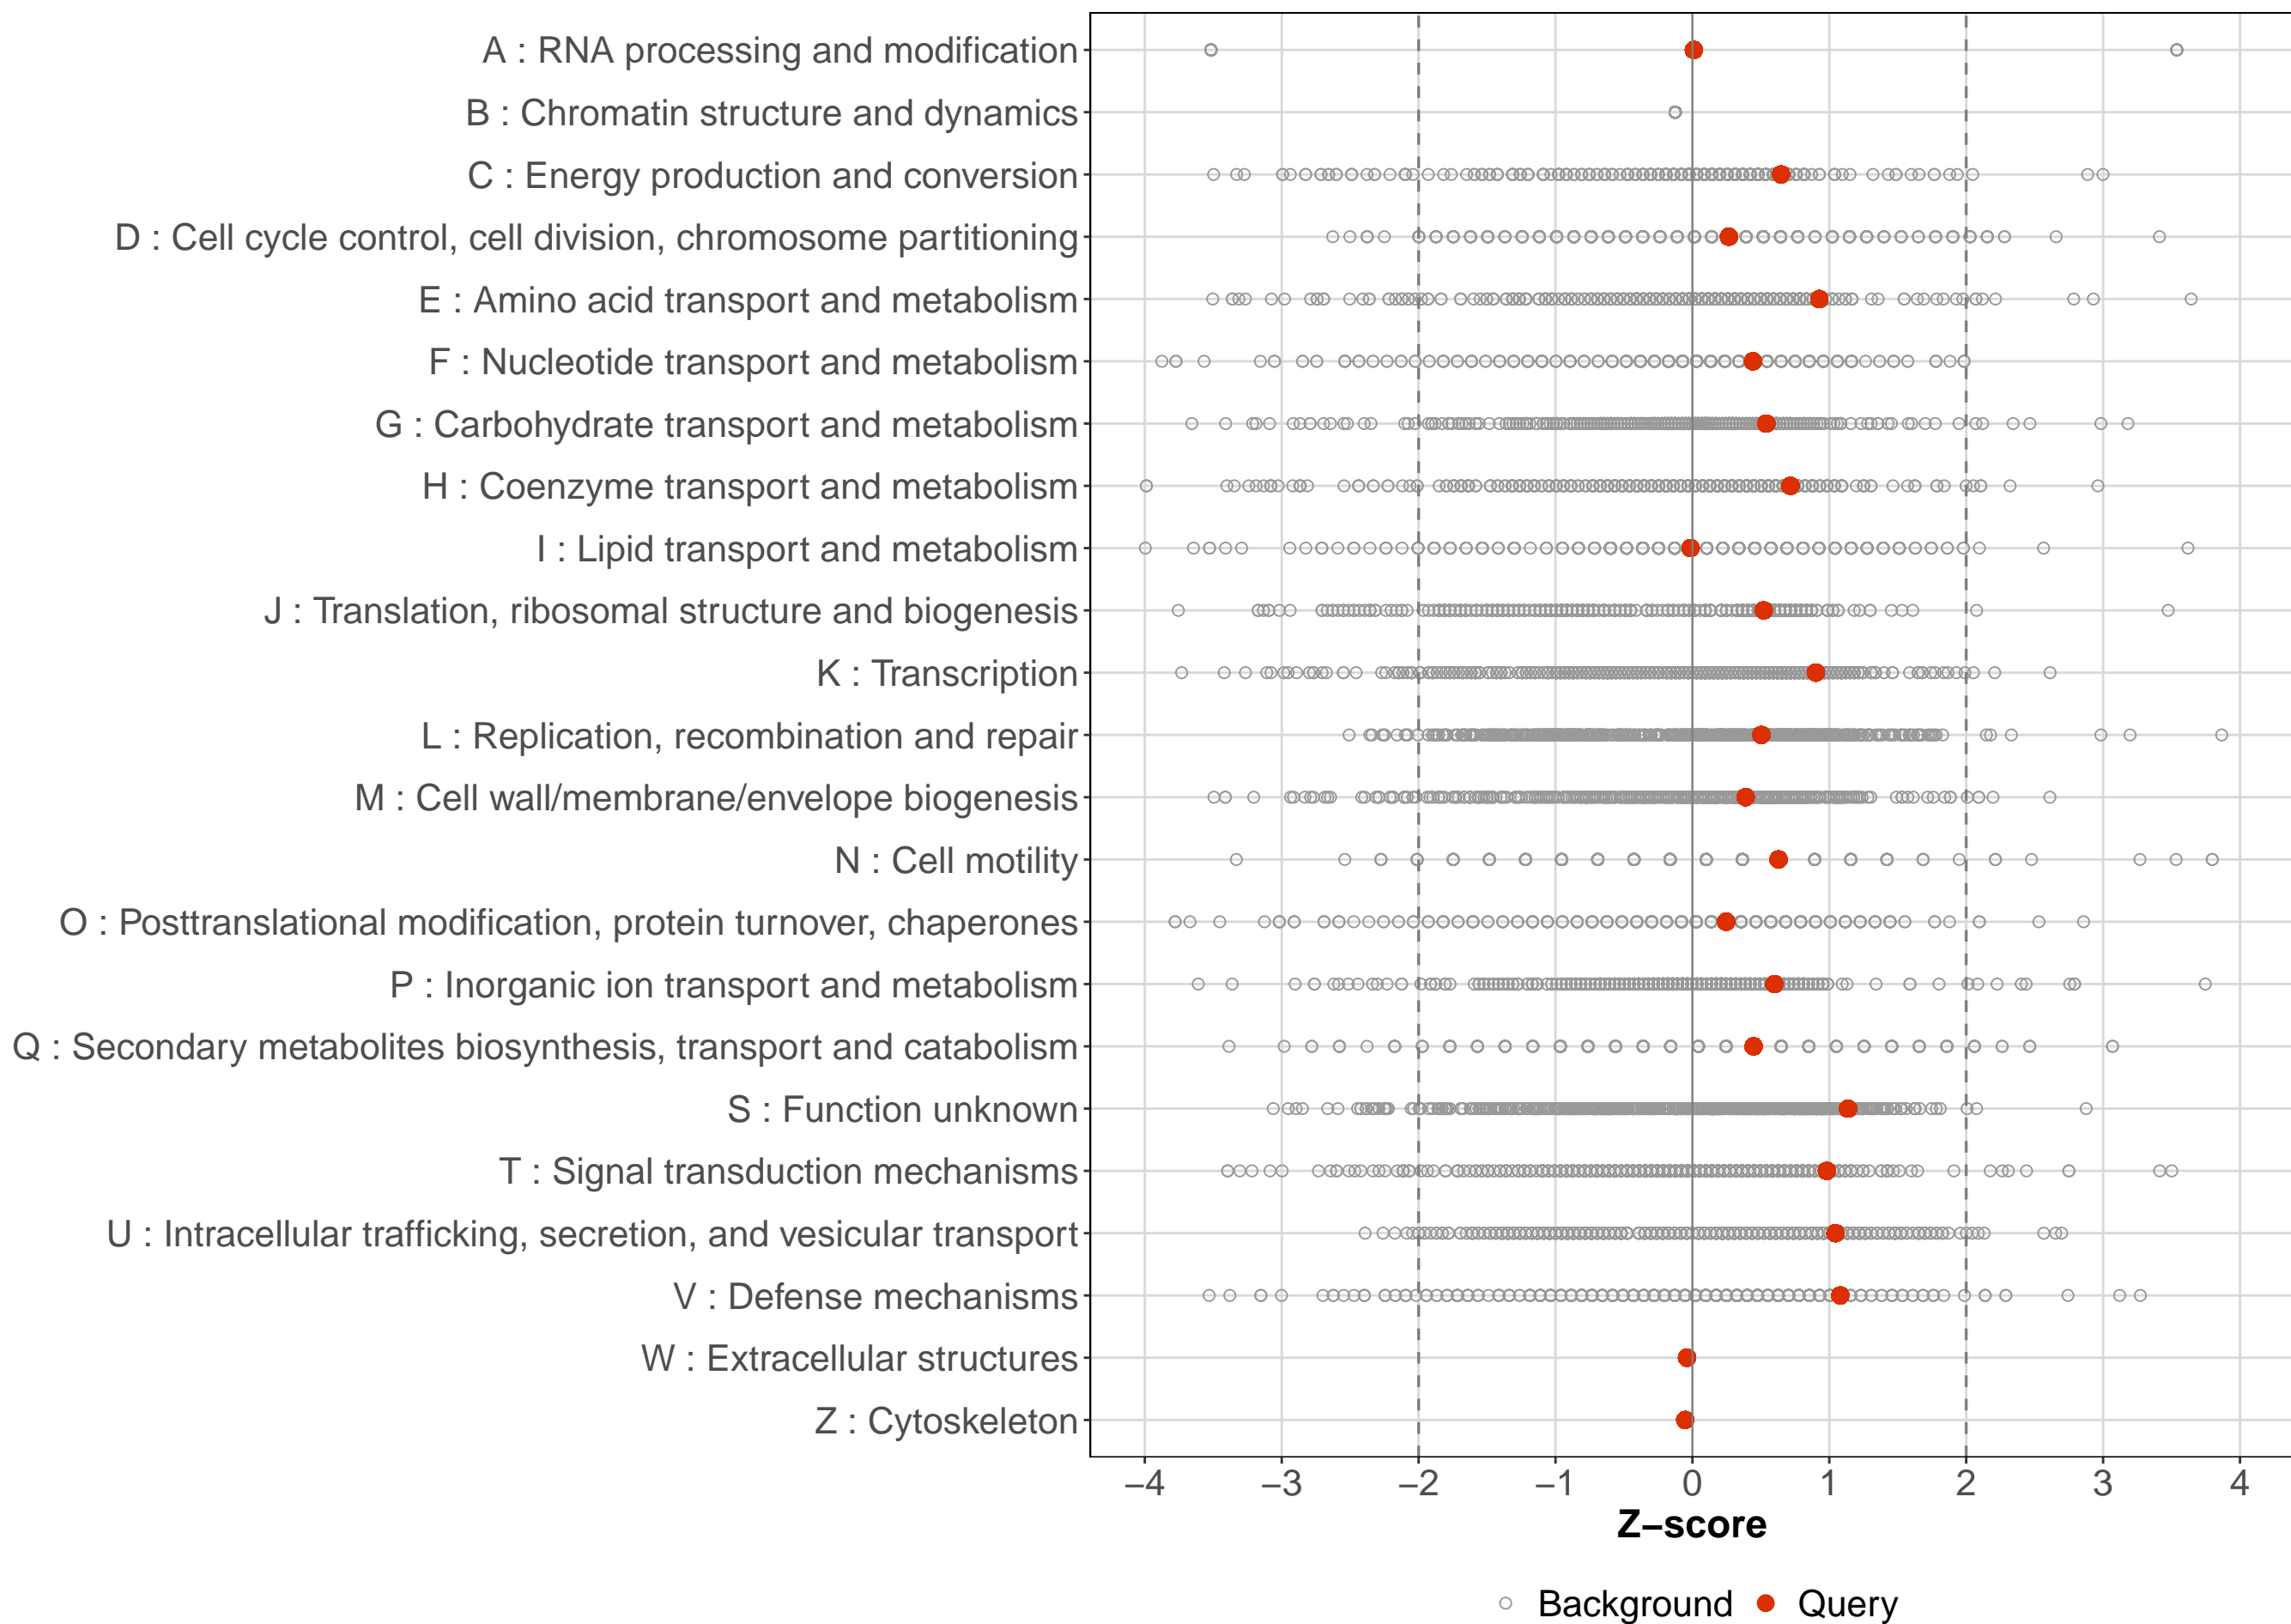 A : RNA processing and modification
B : Chromatin structure and dynamics
C : Energy production and conversion
D : Cell cycle control, cell division, chromosome partitioning
E : Amino acid transport and metabolism
F : Nucleotide transport and metabolism
G : Carbohydrate transport and metabolism
H : Coenzyme transport and metabolism
I : Lipid transport and metabolism
J : Translation, ribosomal structure and biogenesis
K : Transcription
L : Replication, recombination and repair
M : Cell wall/membrane/envelope biogenesis
N : Cell motility
O : Posttranslational modification, protein turnover, chaperones
P : Inorganic ion transport and metabolism
Q : Secondary metabolites biosynthesis, transport and catabolism
S : Function unknown
T : Signal transduction mechanisms
U : Intracellular trafficking, secretion, and vesicular transport
V : Defense mechanisms
W : Extracellular structures
Z : Cytoskeleton
−4 −3 −2 −1 0 1 2 3 4
Z−score
Background Query